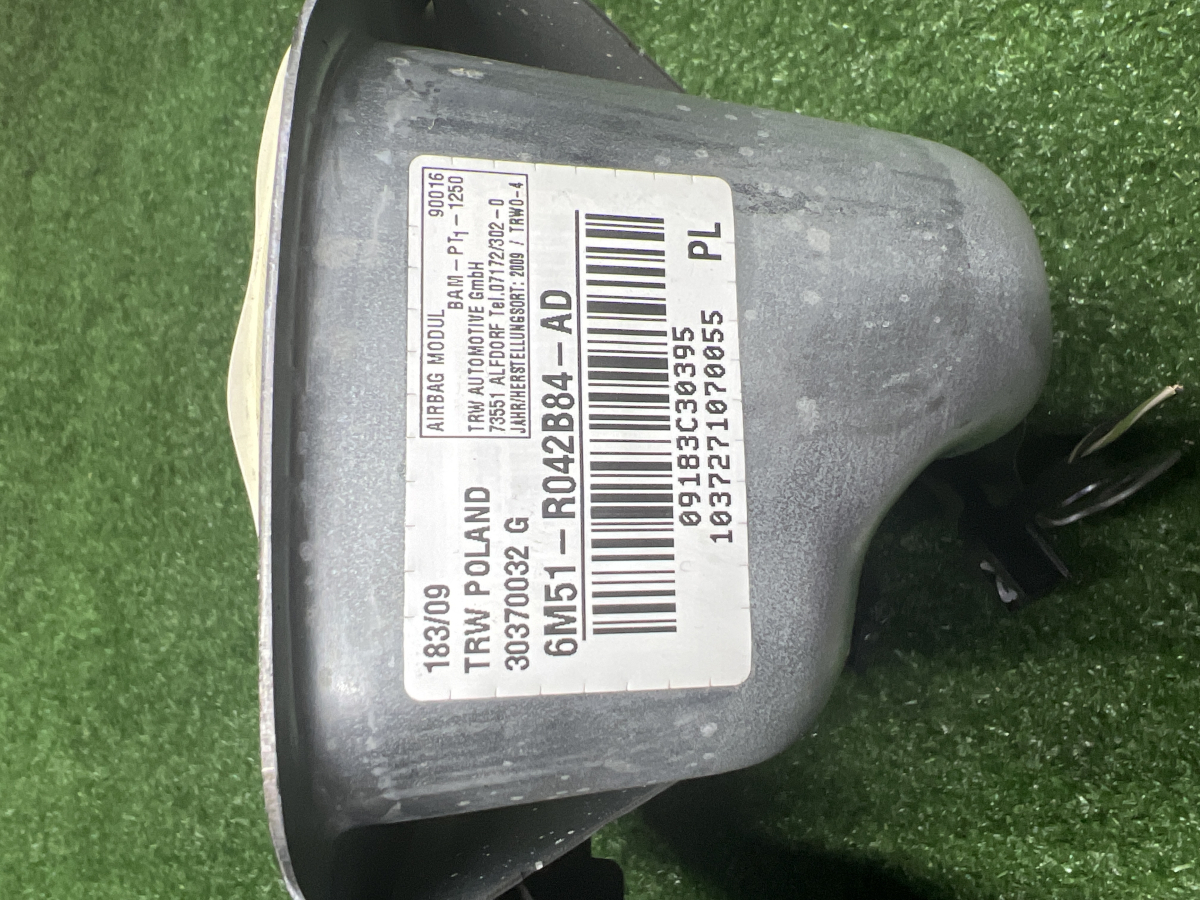 AIRBAG MODUL 90016
BAM-PT1-1250
TRW AUTOMOTIVE GmbH
73551 ALFDORF Tel.07172/302-0
JAHR/HERSTELLUNGSORT: 2009 / TRW0-4
183/09
TRW POLAND
30370032 G
6M51-R042B84-AD
09183C30395
1037271070055
PL